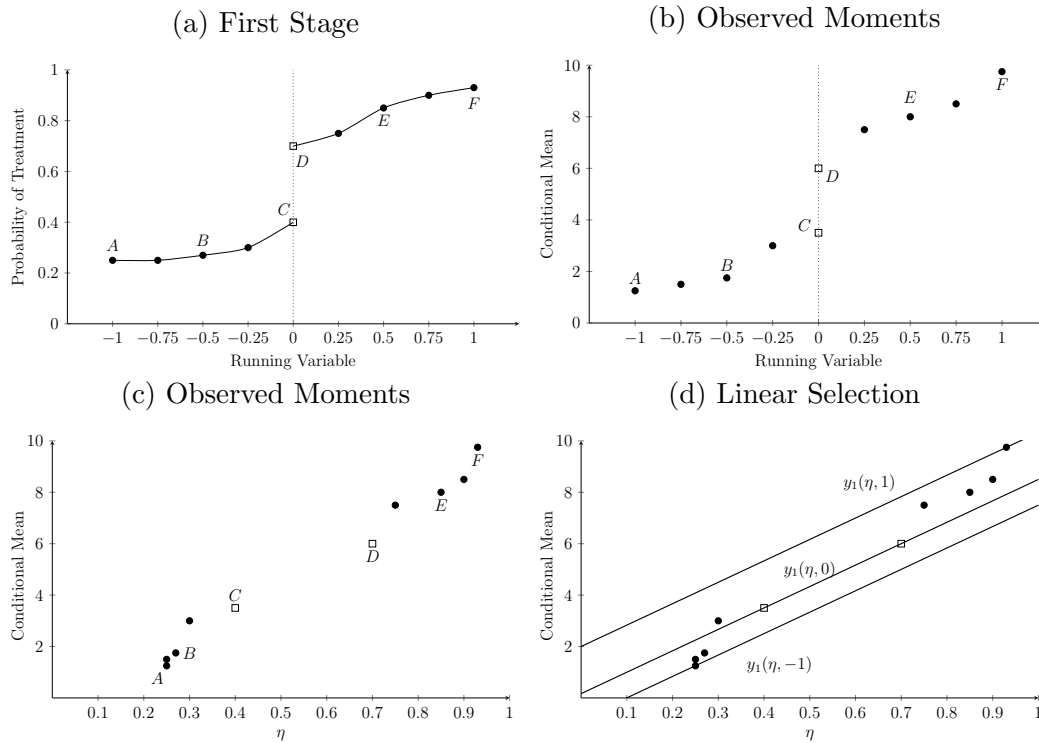 (a) First Stage
Probability of Treatment
1
0.8
0.6
0.4
0.2
0
A
B
C
D
E
F
−1 −0.75 −0.5 −0.25 0 0.25 0.5 0.75 1
Running Variable
(b) Observed Moments
Conditional Mean
10
8
6
4
2
0
A
B
C
D
E
F
−1 −0.75 −0.5 −0.25 0 0.25 0.5 0.75 1
Running Variable
(c) Observed Moments
Conditional Mean
10
8
6
4
2
A
B
C
D
E
F
0.1 0.2 0.3 0.4 0.5 0.6 0.7 0.8 0.9 1
η
(d) Linear Selection
Conditional Mean
10
8
6
4
2
y₁(η, 1)
y₁(η, 0)
y₁(η, −1)
0.1 0.2 0.3 0.4 0.5 0.6 0.7 0.8 0.9 1
η